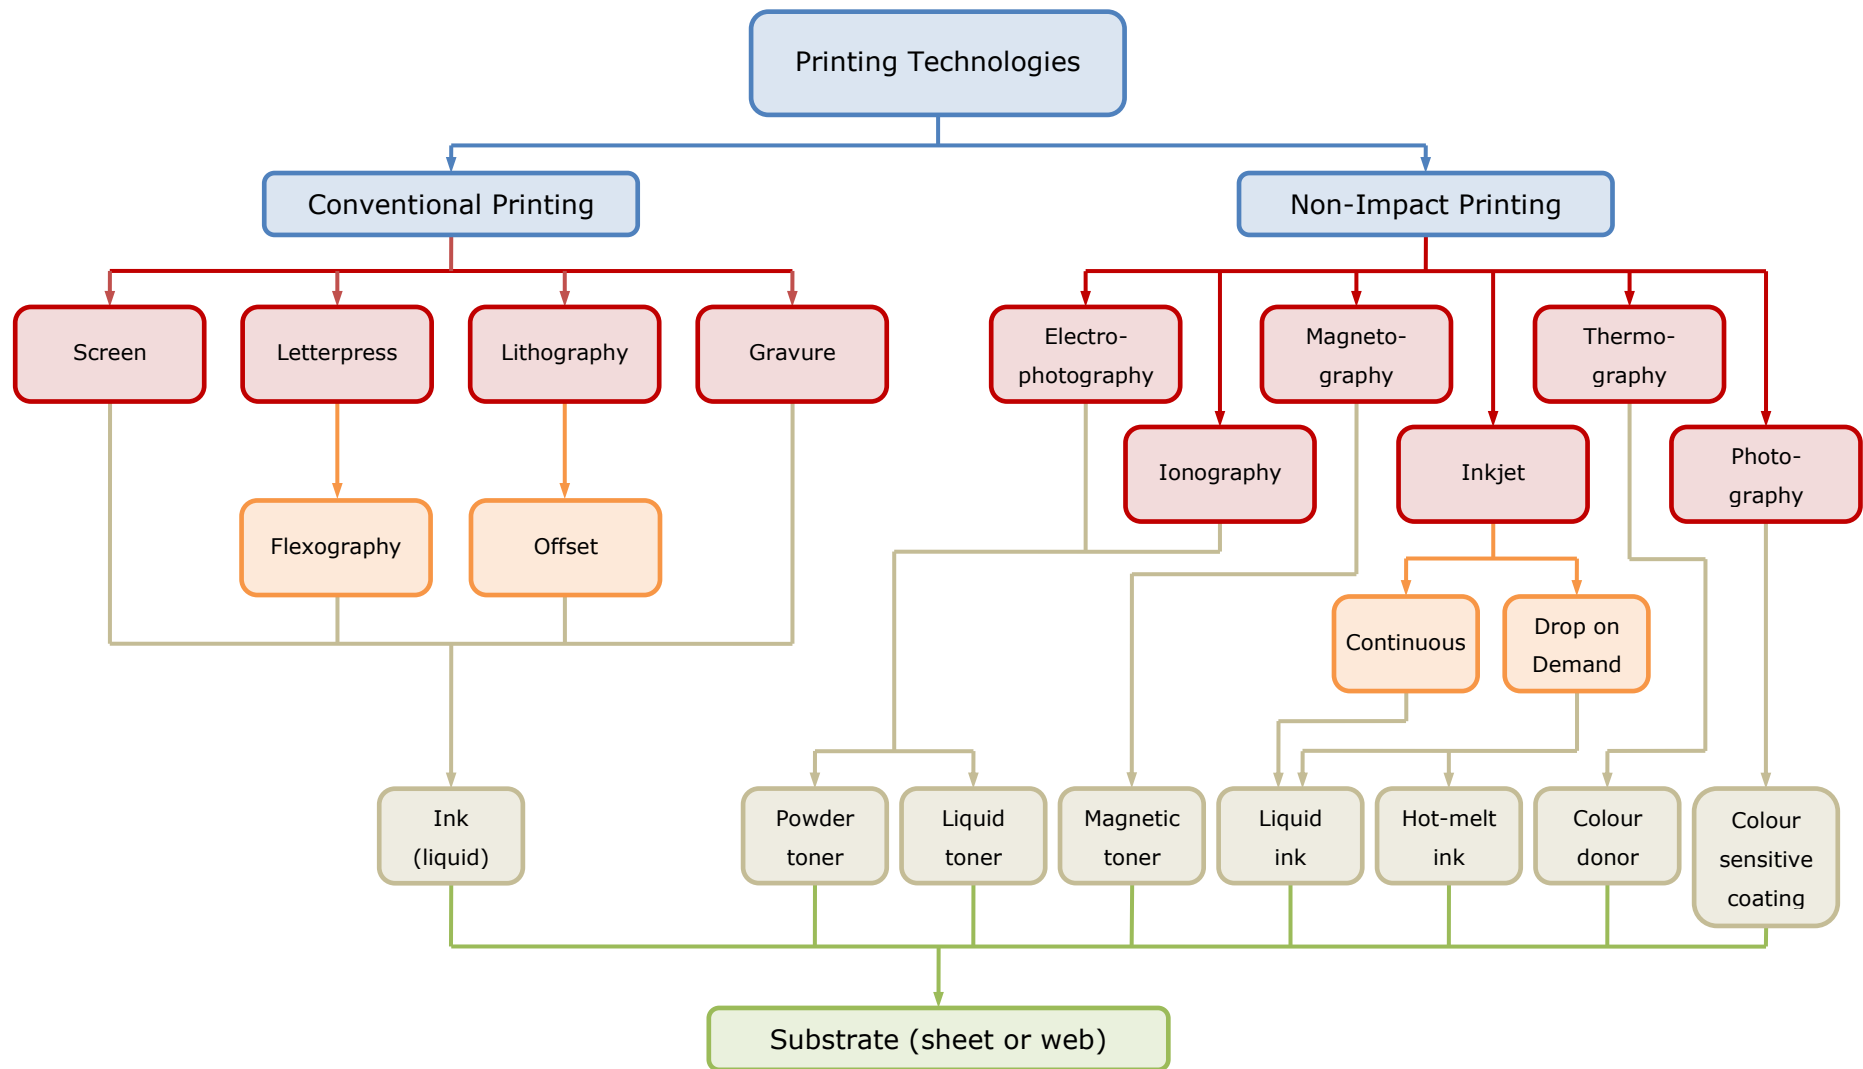 Printing Technologies
Conventional Printing
Non-Impact Printing
Screen
Letterpress
Lithography
Gravure
Electro-
photography
Magneto-
graphy
Thermo-
graphy
Ionography
Inkjet
Photo-
graphy
Flexography
Offset
Continuous
Drop on
Demand
Ink
(liquid)
Powder
toner
Liquid
toner
Magnetic
toner
Liquid
ink
Hot-melt
ink
Colour
donor
Colour
sensitive
coating
Substrate (sheet or web)